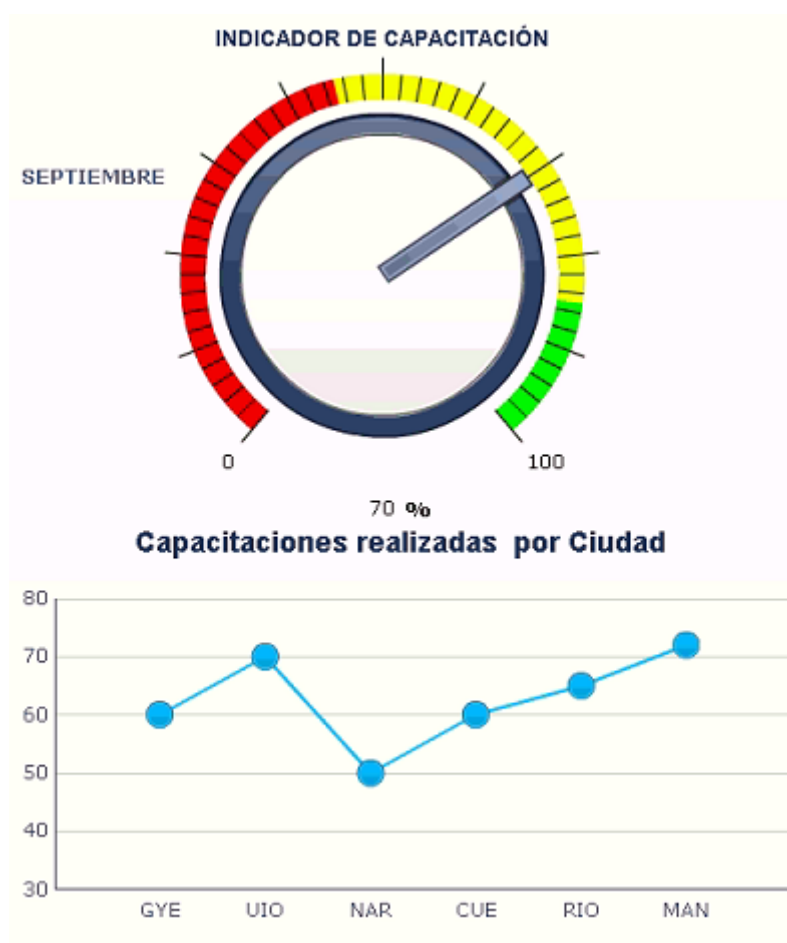 INDICADOR DE CAPACITACIÓN
SEPTIEMBRE
0 100
70 %
Capacitaciones realizadas por Ciudad
80
70
60
50
40
30
GYE UIO NAR CUE RIO MAN